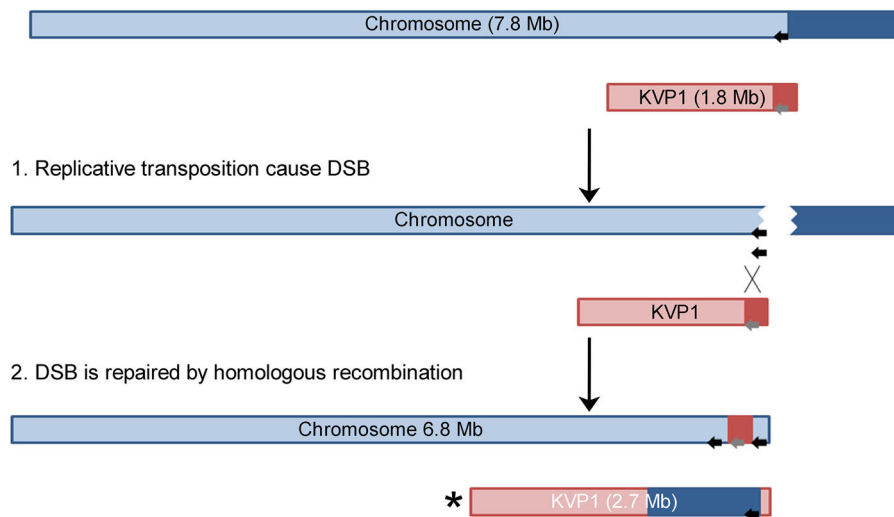 Chromosome (7.8 Mb)
KVP1 (1.8 Mb)
1. Replicative transposition cause DSB
Chromosome
KVP1
2. DSB is repaired by homologous recombination
Chromosome 6.8 Mb
* KVP1 (2.7 Mb)